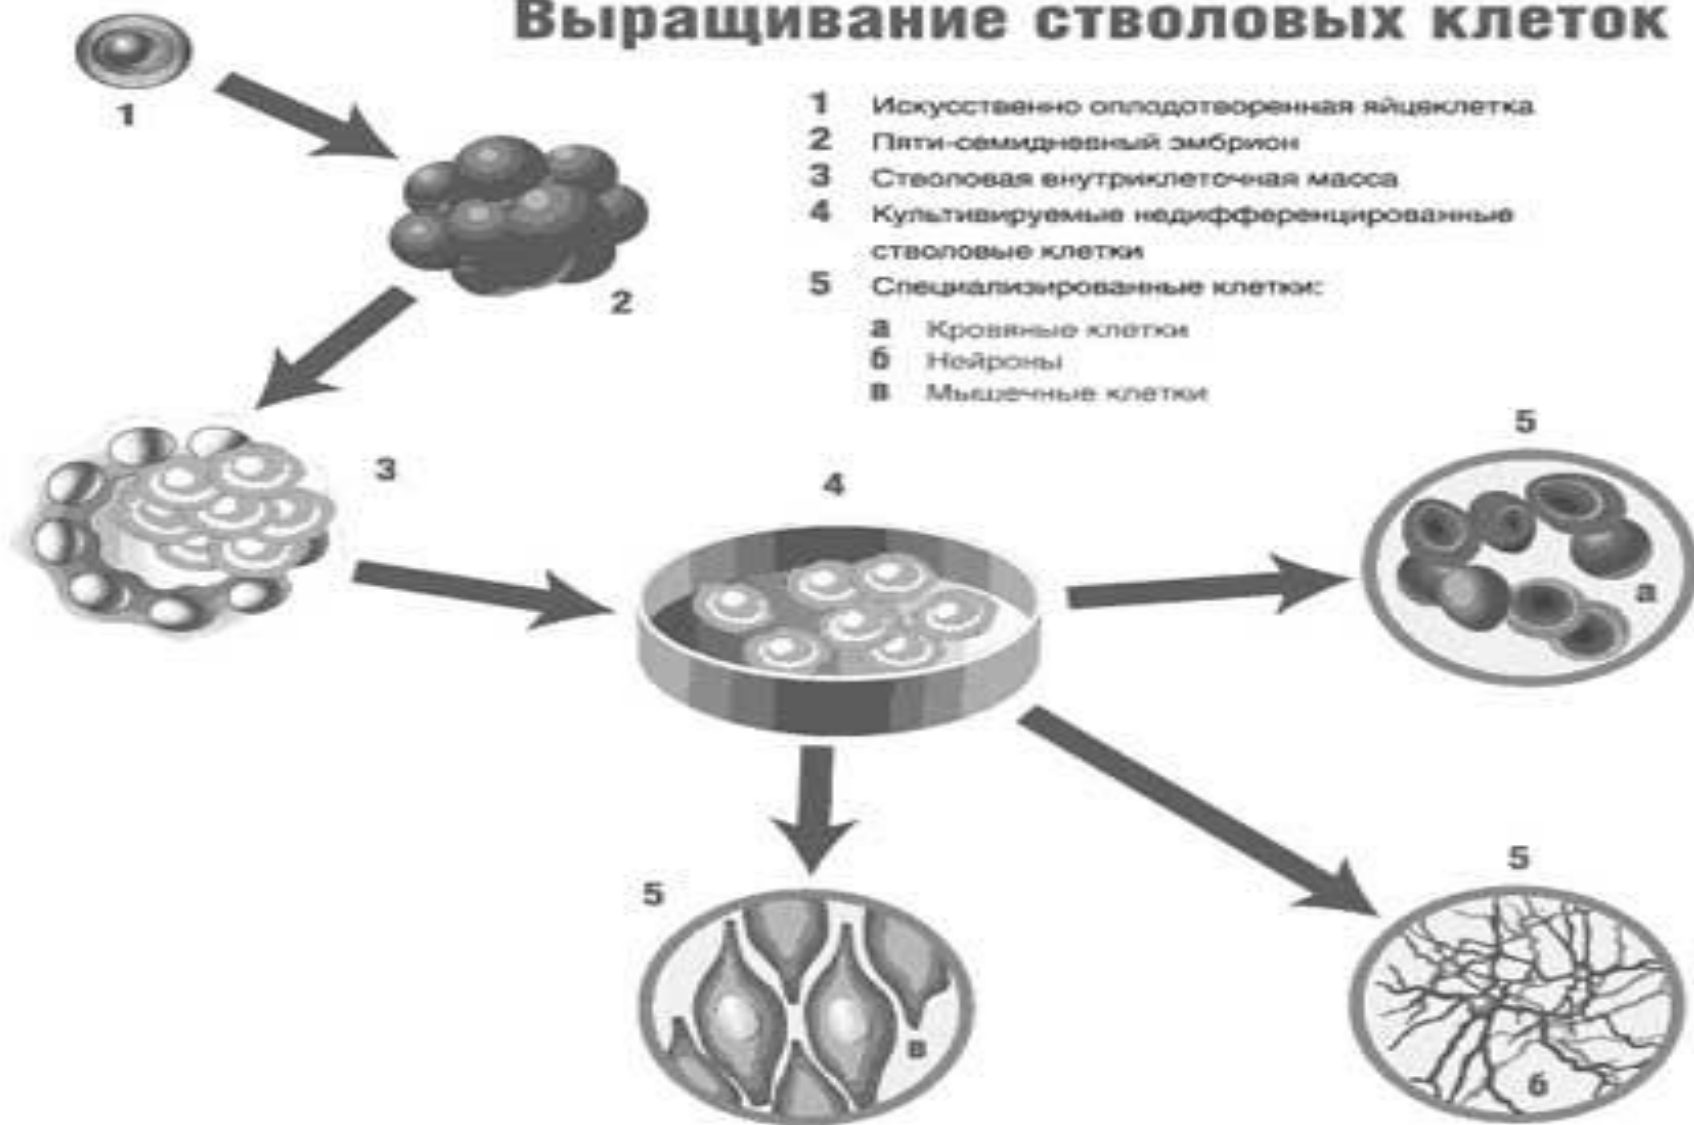 Выращивание стволовых клеток
1 Искусственно оплодотворенная яйцеклетка
2 Пяти-семидневный эмбрион
3 Стволовая внутриклеточная масса
4 Культивируемые недифференцированные
стволовые клетки
5 Специализированные клетки:
а Кровяные клетки
б Нейроны
в Мышечные клетки
1
2
3
4
5
а
5
в
5
б